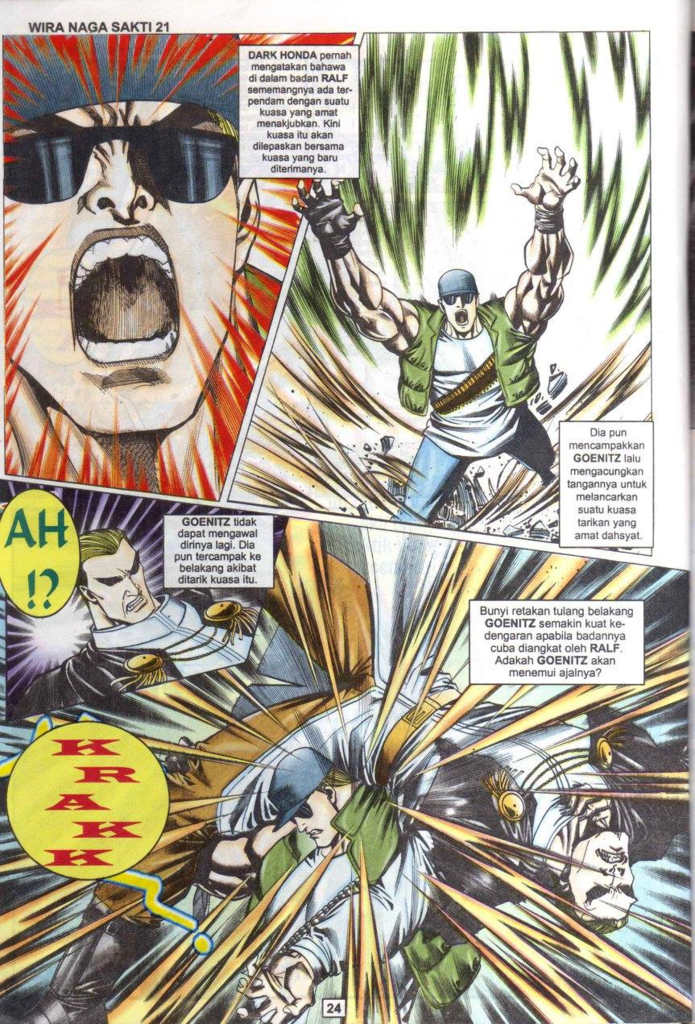 WIRA NAGA SAKTI 21
DARK HONDA pernah
mengatakan bahawa
di dalam badan RALF
sememangnya ada ter-
pendam dengan suatu
kuasa yang amat
menakjubkan. Kini
kuasa itu akan
dilepaskan bersama
kuasa yang baru
diterimanya.
Dia pun
mencampakkan
GOENITZ lalu
mengacungkan
tangannya untuk
melancarkan
suatu kuasa
tarikan yang
amat dahsyat.
AH
!?
GOENITZ tidak
dapat mengawal
dirinya lagi. Dia
pun tercampak ke
belakang akibat
ditarik kuasa itu.
Bunyi retakan tulang belakang
GOENITZ semakin kuat ke-
dengaran apabila badannya
cuba diangkat oleh RALF.
Adakah GOENITZ akan
menemui ajalnya?
K
R
A
K
K
24